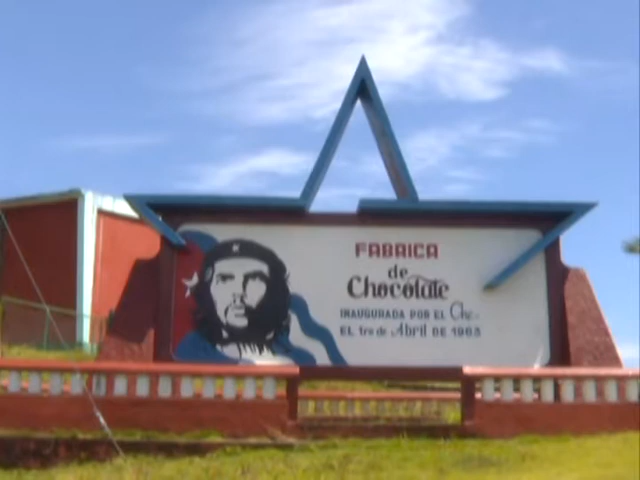 FABRICA
de
Chocolate
INAUGURADA POR EL Che
EL 1ro de Abril DE 1963